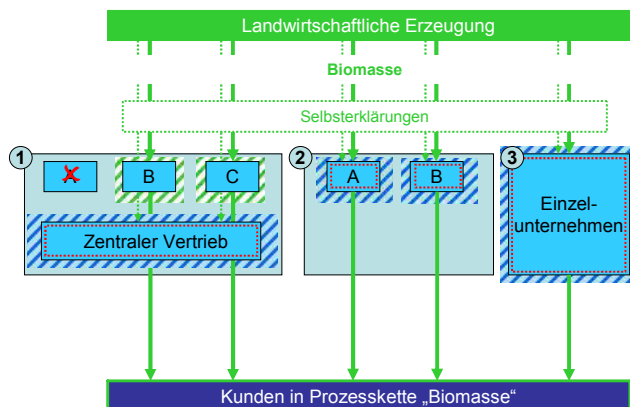 Landwirtschaftliche Erzeugung
Biomasse
Selbsterklärungen
1
2
3
B
C
A
B
Zentraler Vertrieb
Einzel-
unternehmen
Kunden in Prozesskette „Biomasse“